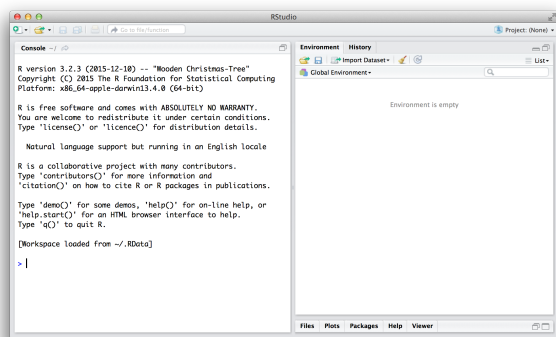 RStudio
Go to file/function
Project: (None)
Console ~/
R version 3.2.3 (2015-12-10) -- "Wooden Christmas-Tree"
Copyright (C) 2015 The R Foundation for Statistical Computing
Platform: x86_64-apple-darwin13.4.0 (64-bit)
R is free software and comes with ABSOLUTELY NO WARRANTY.
You are welcome to redistribute it under certain conditions.
Type 'license()' or 'licence()' for distribution details.
Natural language support but running in an English locale
R is a collaborative project with many contributors.
Type 'contributors()' for more information and
'citation()' on how to cite R or R packages in publications.
Type 'demo()' for some demos, 'help()' for on-line help, or
'help.start()' for an HTML browser interface to help.
Type 'q()' to quit R.
[Workspace loaded from ~/.RData]
>
Environment History
Import Dataset List
Global Environment
Environment is empty
Files Plots Packages Help Viewer